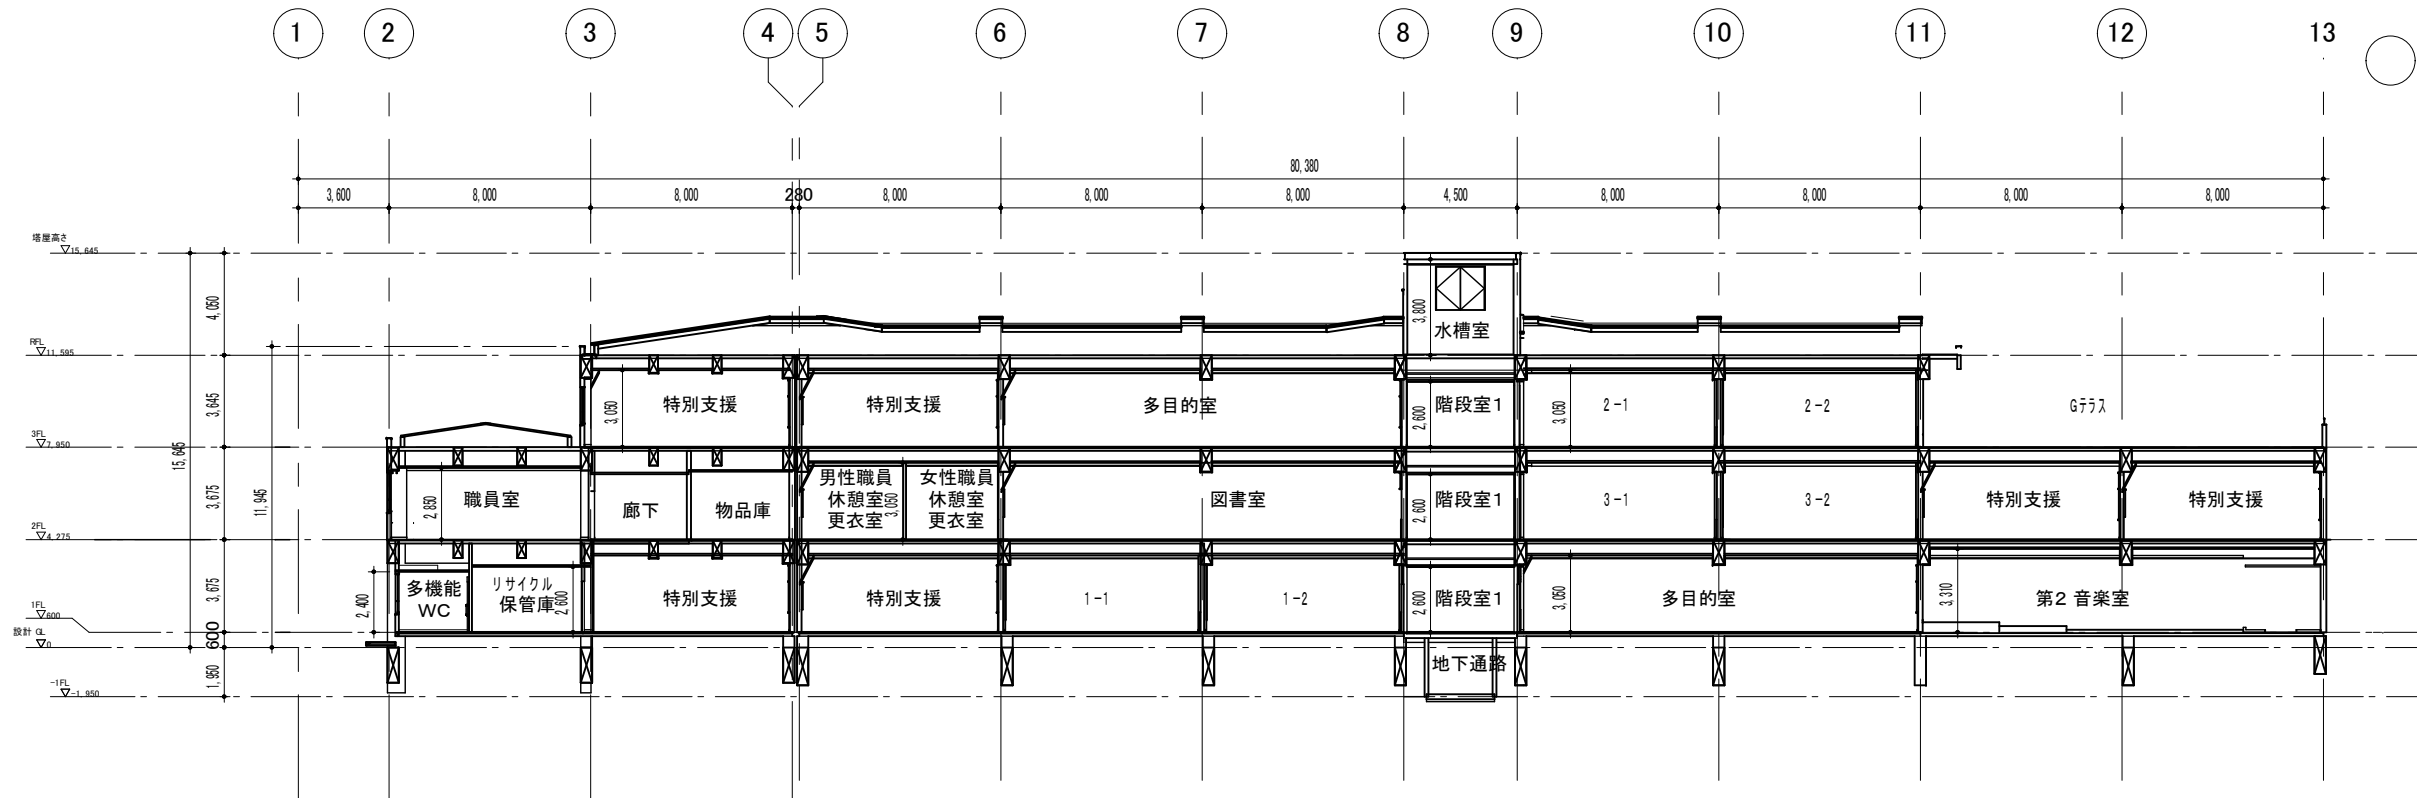 1 2 3 4 5 6 7 8 9 10 11 12 13
80,380
3,600 8,000 8,000 280 8,000 8,000 8,000 4,500 8,000 8,000 8,000 8,000
塔屋高さ
▽15,645
4,050
3,800
水槽室
RFL
▽11,595
3,645
3,050
特別支援 特別支援 多目的室 階段室1 2-1 2-2 Gテラス
2,600
3,050
3FL
▽7,950
15,645
11,945
3,675
2,850
職員室
廊下
物品庫
男性職員
休憩室
更衣室
3,050
女性職員
休憩室
更衣室
図書室
2,600
階段室1
3-1
3-2
特別支援
特別支援
2FL
▽4,275
3,675
2,400
多機能
WC
リサイクル
保管庫
2,600
特別支援
特別支援
1-1
1-2
2,600
階段室1
3,050
多目的室
3,310
第2 音楽室
1FL
▽600
600
設計 GL
▽0
1,950
地下通路
-1FL
▽-1,950